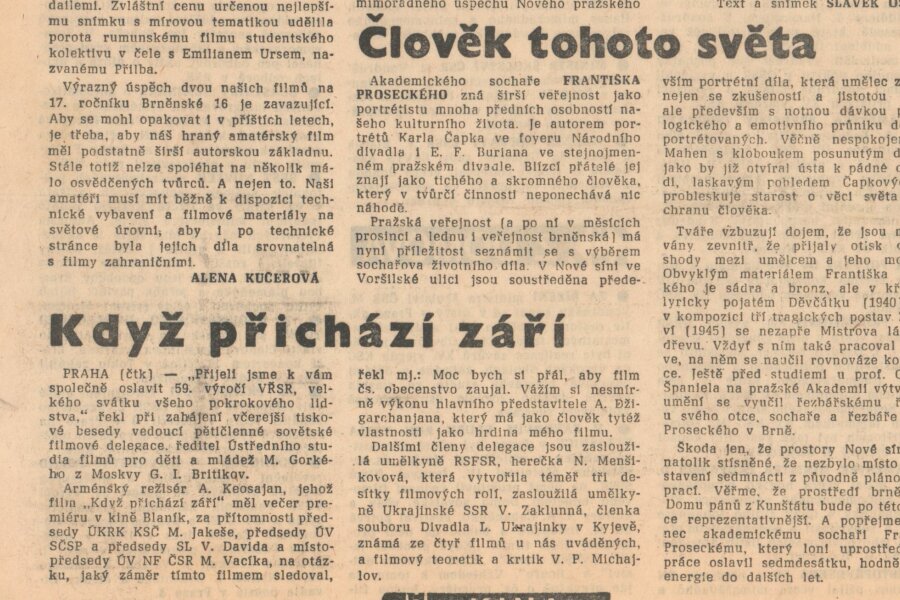 dailemi. Zvláštní cenu určenou nejlepší-
mu snímku s mírovou tematikou udělila
porota rumunskému filmu studentského
kolektivu v čele s Emilianem Ursem, na-
zvanému Přilba.
Výrazný úspěch dvou našich filmů na
17. ročníku Brněnské 16 je zavazující.
Aby se mohl opakovat i v příštích letech,
je třeba, aby náš hraný amatérský film
měl podstatně širší autorskou základnu.
Stále totiž nelze spoléhat na několik má-
lo osvědčených tvůrců. A nejen to. Naši
amatéři musí mít běžně k dispozici tech-
nické vybavení a filmové materiály na
světové úrovni, aby i po technické
stránce byla jejich díla srovnatelná
s filmy zahraničními.
ALENA KUČEROVÁ
mimořádného úspěchu Nového pražského
Text a snímek SLÁVEK
Člověk tohoto světa
Akademického sochaře FRANTIŠKA
PROSECKÉHO zná širší veřejnost jako
portrétistu mnoha předních osobností na-
šeho kulturního života. Je autorem por-
trétů Karla Čapka ve foyeru Národního
divadla i E. F. Buriana ve stejnojmen-
ném pražském divadle. Blízcí přátelé jej
znají jako tichého a skromného člověka,
který v tvůrčí činnosti neponechává nic
náhodě.
Pražská veřejnost (a po ní v měsících
prosinci a lednu i veřejnost brněnská) má
nyní příležitost seznámit se s výběrem
sochařova životního díla. V Nové síni ve
Voršilské ulici jsou soustředěna přede-
vším portrétní díla, která umělec
nejen se zkušeností a jistotou
ale především s notnou dávkou
logického a emotivního průniku
portrétovaných. Věčně nespokoje
Mahen s kloboukem posunutým
jako by již otvíral ústa k pádné
di, laskavým pohledem Čapkový
probleskuje starost o věci světa
chranu člověka.
Tváře vzbuzují dojem, že jsou
vány zevnitř, že přijaly otisk
shody mezi umělcem a jeho
Obvyklým materiálem Františka
kého je sádra a bronz, ale v
lyricky pojatém Děvčátku (1940
v kompozici tří tragických postav
ví (1945) se nezapře Mistrova
dřevu. Vždyť s ním také pracoval
ve, na něm se naučil rovnováze
ce. Ještě před studiemi u prof.
Španiela na pražské Akademii
umění se vyučil řezbářskému
u svého otce, sochaře a řezbáře
Proseckého v Brně.
Škoda jen, že prostory Nové
natolik stísněné, že nezbylo místo
stavení sedmnácti z původně
prací. Věřme, že prostředí
Domu pánů z Kunštátu bude po
ce reprezentativnější. A popřejme
nec akademickému sochaři
Proseckému, který loni uprostřed
práce oslavil sedmdesátku,
energie do dalších let.
Když přichází září
PRAHA (čtk) — „Přijeli jsme k vám
společně oslavit 59. výročí VŘSR, vel-
kého svátku všeho pokrokového lid-
stva,“ řekl při zahájení včerejší tisko-
vé besedy vedoucí pětičlenné sovětské
filmové delegace, ředitel Ústředního stu-
dia filmů pro děti a mládež M. Gorké-
ho z Moskvy G. I. Britikov.
Arménský režisér A. Keosajan, jehož
film „Když přichází září“ měl večer pre-
miéru v kině Blaník, za přítomnosti před-
sedy ÚKRK KSČ M. Jakeše, předsedy ÚV
SČSP a předsedy SL V. Davida a místo-
předsedy ÚV NF ČSR M. Vacíka, na otáz-
ku, jaký záměr tímto filmem sledoval,
řekl mj.: Moc bych si přál, aby film
čs. obecenstvo zaujal. Vážím si nesmír-
ně výkonu hlavního představitele A. Dži-
garchanjana, který má jako člověk tytéž
vlastnosti jako hrdina mého filmu.
Dalšími členy delegace jsou zaslouži-
lá umělkyně RSFSR, herečka N. Menši-
kovová, která vytvořila téměř tři de-
sítky filmových rolí, zasloužilá umělky-
ně Ukrajinské SSR V. Zaklunná, členka
souboru Divadla L. Ukrajinky v Kyjevě,
známá ze čtyř filmů u nás uváděných,
a filmový teoretik a kritik V. P. Michaj-
lov.